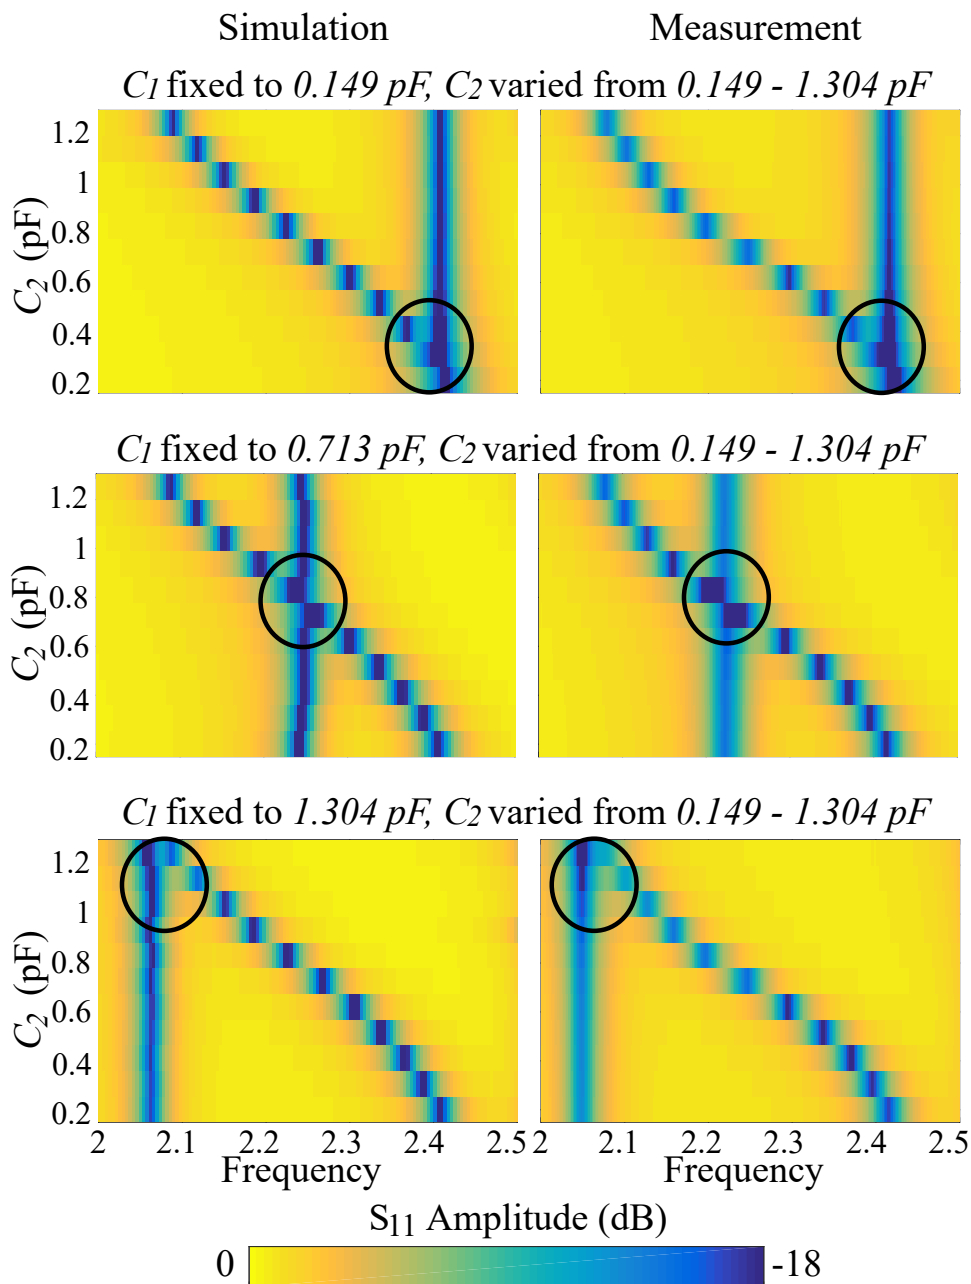 Simulation Measurement
C1 fixed to 0.149 pF, C2 varied from 0.149 - 1.304 pF
1.2
1
0.8
0.6
0.4
0.2
C2 (pF)
C1 fixed to 0.713 pF, C2 varied from 0.149 - 1.304 pF
1.2
1
0.8
0.6
0.4
0.2
C2 (pF)
C1 fixed to 1.304 pF, C2 varied from 0.149 - 1.304 pF
1.2
1
0.8
0.6
0.4
0.2
C2 (pF)
2 2.1 2.2 2.3 2.4 2.5 2 2.1 2.2 2.3 2.4 2.5
Frequency Frequency
S11 Amplitude (dB)
0 -18